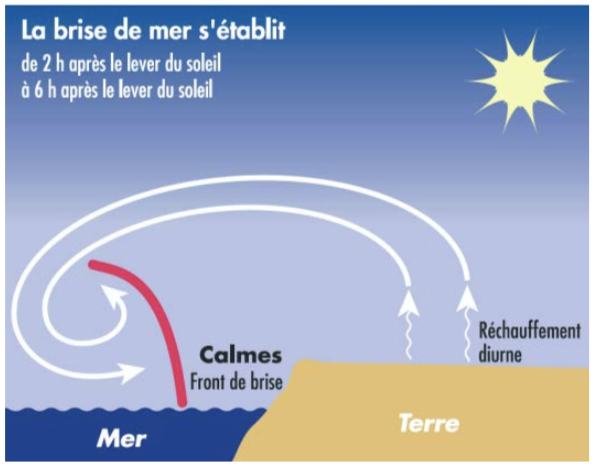 La brise de mer s'établit
de 2 h après le lever du soleil
à 6 h après le lever du soleil
Réchauffement
diurne
Calmes
Front de brise
Terre
Mer